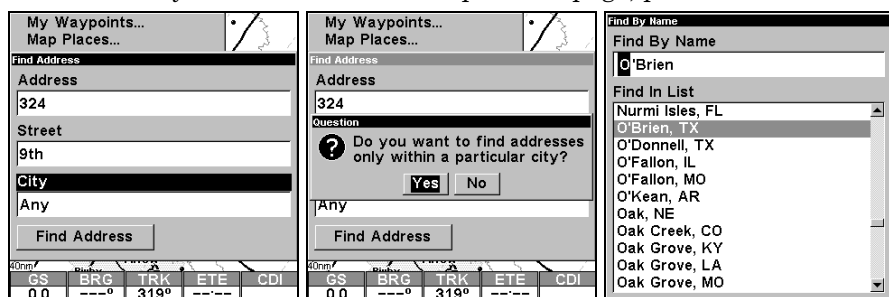 My Waypoints...
Map Places...
Find Address
Address
324
Street
9th
City
Any
Find Address
40nm
GS BRG TRK ETE CDI
0.0 ---º 319º --:--
My Waypoints...
Map Places...
Find Address
Address
324
Question
Do you want to find addresses
only within a particular city?
Yes No
Any
Find Address
40nm
GS BRG TRK ETE CDI
0.0 ---º 319º --:--
Find By Name
Find By Name
O'Brien
Find In List
Nurmi Isles, FL
O'Brien, TX
O'Donnell, TX
O'Fallon, IL
O'Fallon, MO
O'Kean, AR
Oak, NE
Oak Creek, CO
Oak Grove, KY
Oak Grove, LA
Oak Grove, MO